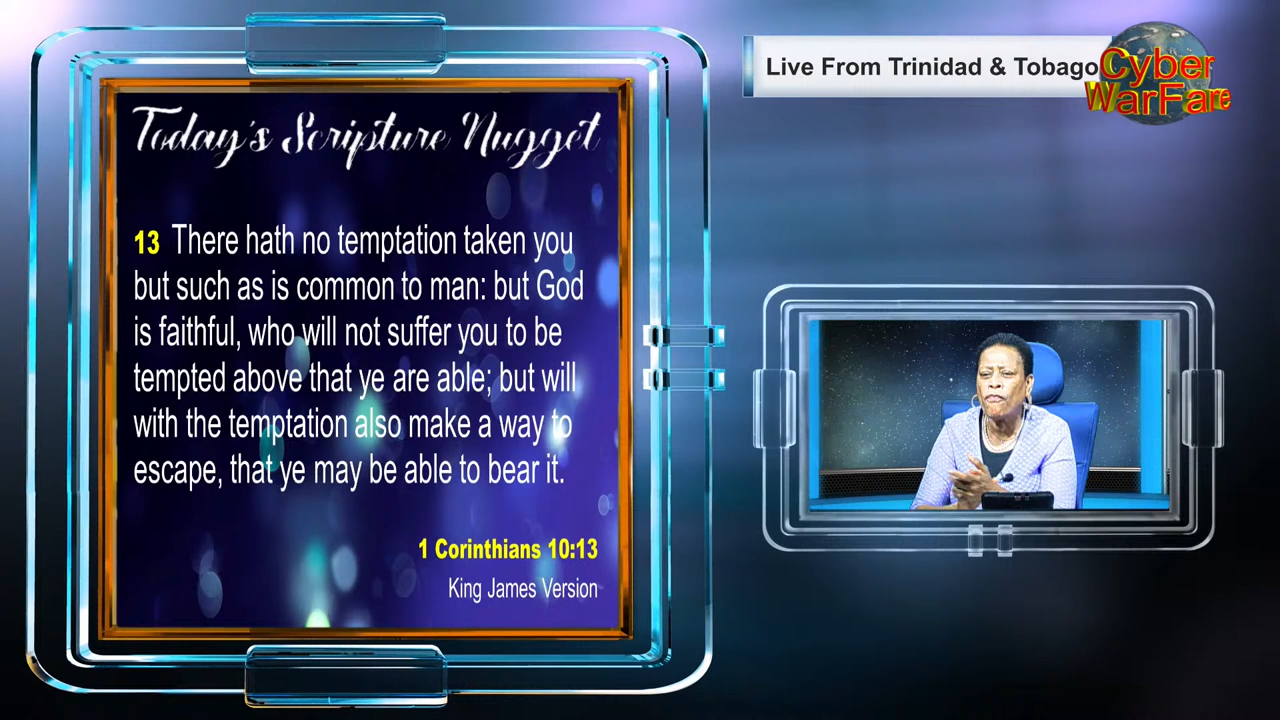 Today's Scripture Nugget
13 There hath no temptation taken you
but such as is common to man: but God
is faithful, who will not suffer you to be
tempted above that ye are able; but will
with the temptation also make a way to
escape, that ye may be able to bear it.
1 Corinthians 10:13
King James Version
Live From Trinidad & Tobago
Cyber
WarFare